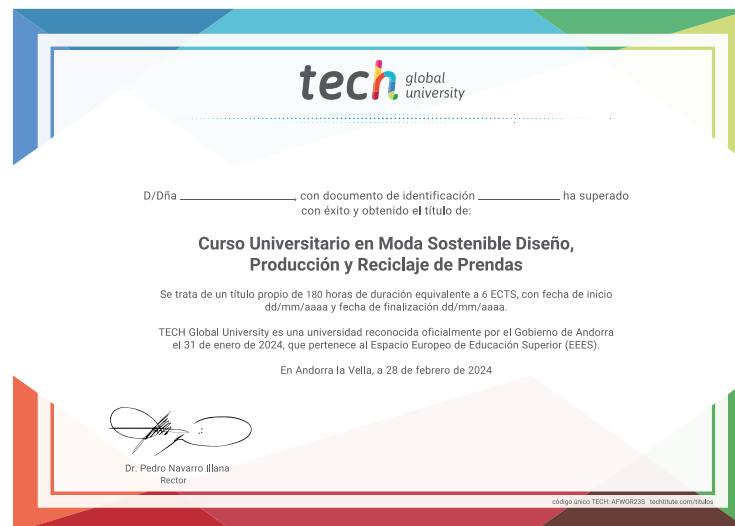 tech global university
D/Dña ____________________, con documento de identificación ______________ ha superado
con éxito y obtenido el título de:
Curso Universitario en Moda Sostenible Diseño,
Producción y Reciclaje de Prendas
Se trata de un título propio de 180 horas de duración equivalente a 6 ECTS, con fecha de inicio
dd/mm/aaaa y fecha de finalización dd/mm/aaaa.
TECH Global University es una universidad reconocida oficialmente por el Gobierno de Andorra
el 31 de enero de 2024, que pertenece al Espacio Europeo de Educación Superior (EEES).
En Andorra la Vella, a 28 de febrero de 2024
Dr. Pedro Navarro Illana
Rector
código único TECH: AFWOR23S techtitute.com/titulos